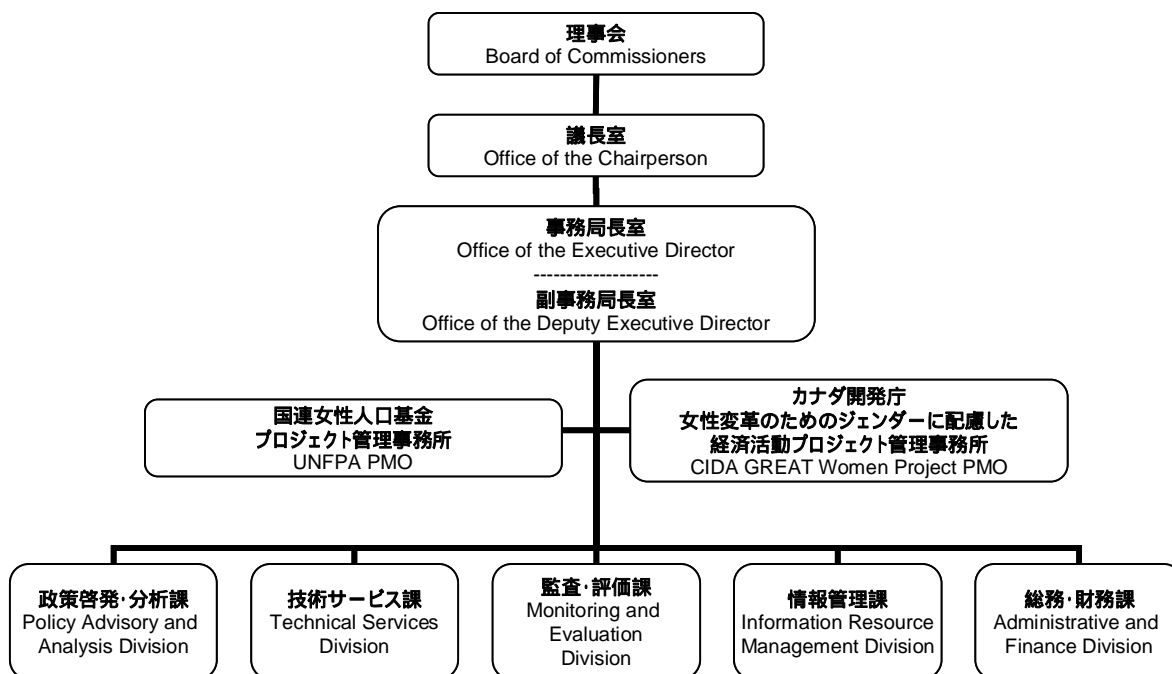 理事会
Board of Commissioners
議長室
Office of the Chairperson
事務局長室
Office of the Executive Director
-------------------
副事務局長室
Office of the Deputy Executive Director
国連女性人口基金
プロジェクト管理事務所
UNFPA PMO
カナダ開発庁
女性変革のためのジェンダーに配慮した
経済活動プロジェクト管理事務所
CIDA GREAT Women Project PMO
政策啓発・分析課
Policy Advisory and
Analysis Division
技術サービス課
Technical Services
Division
監査・評価課
Monitoring and
Evaluation
Division
情報管理課
Information Resource
Management Division
総務・財務課
Administrative and
Finance Division